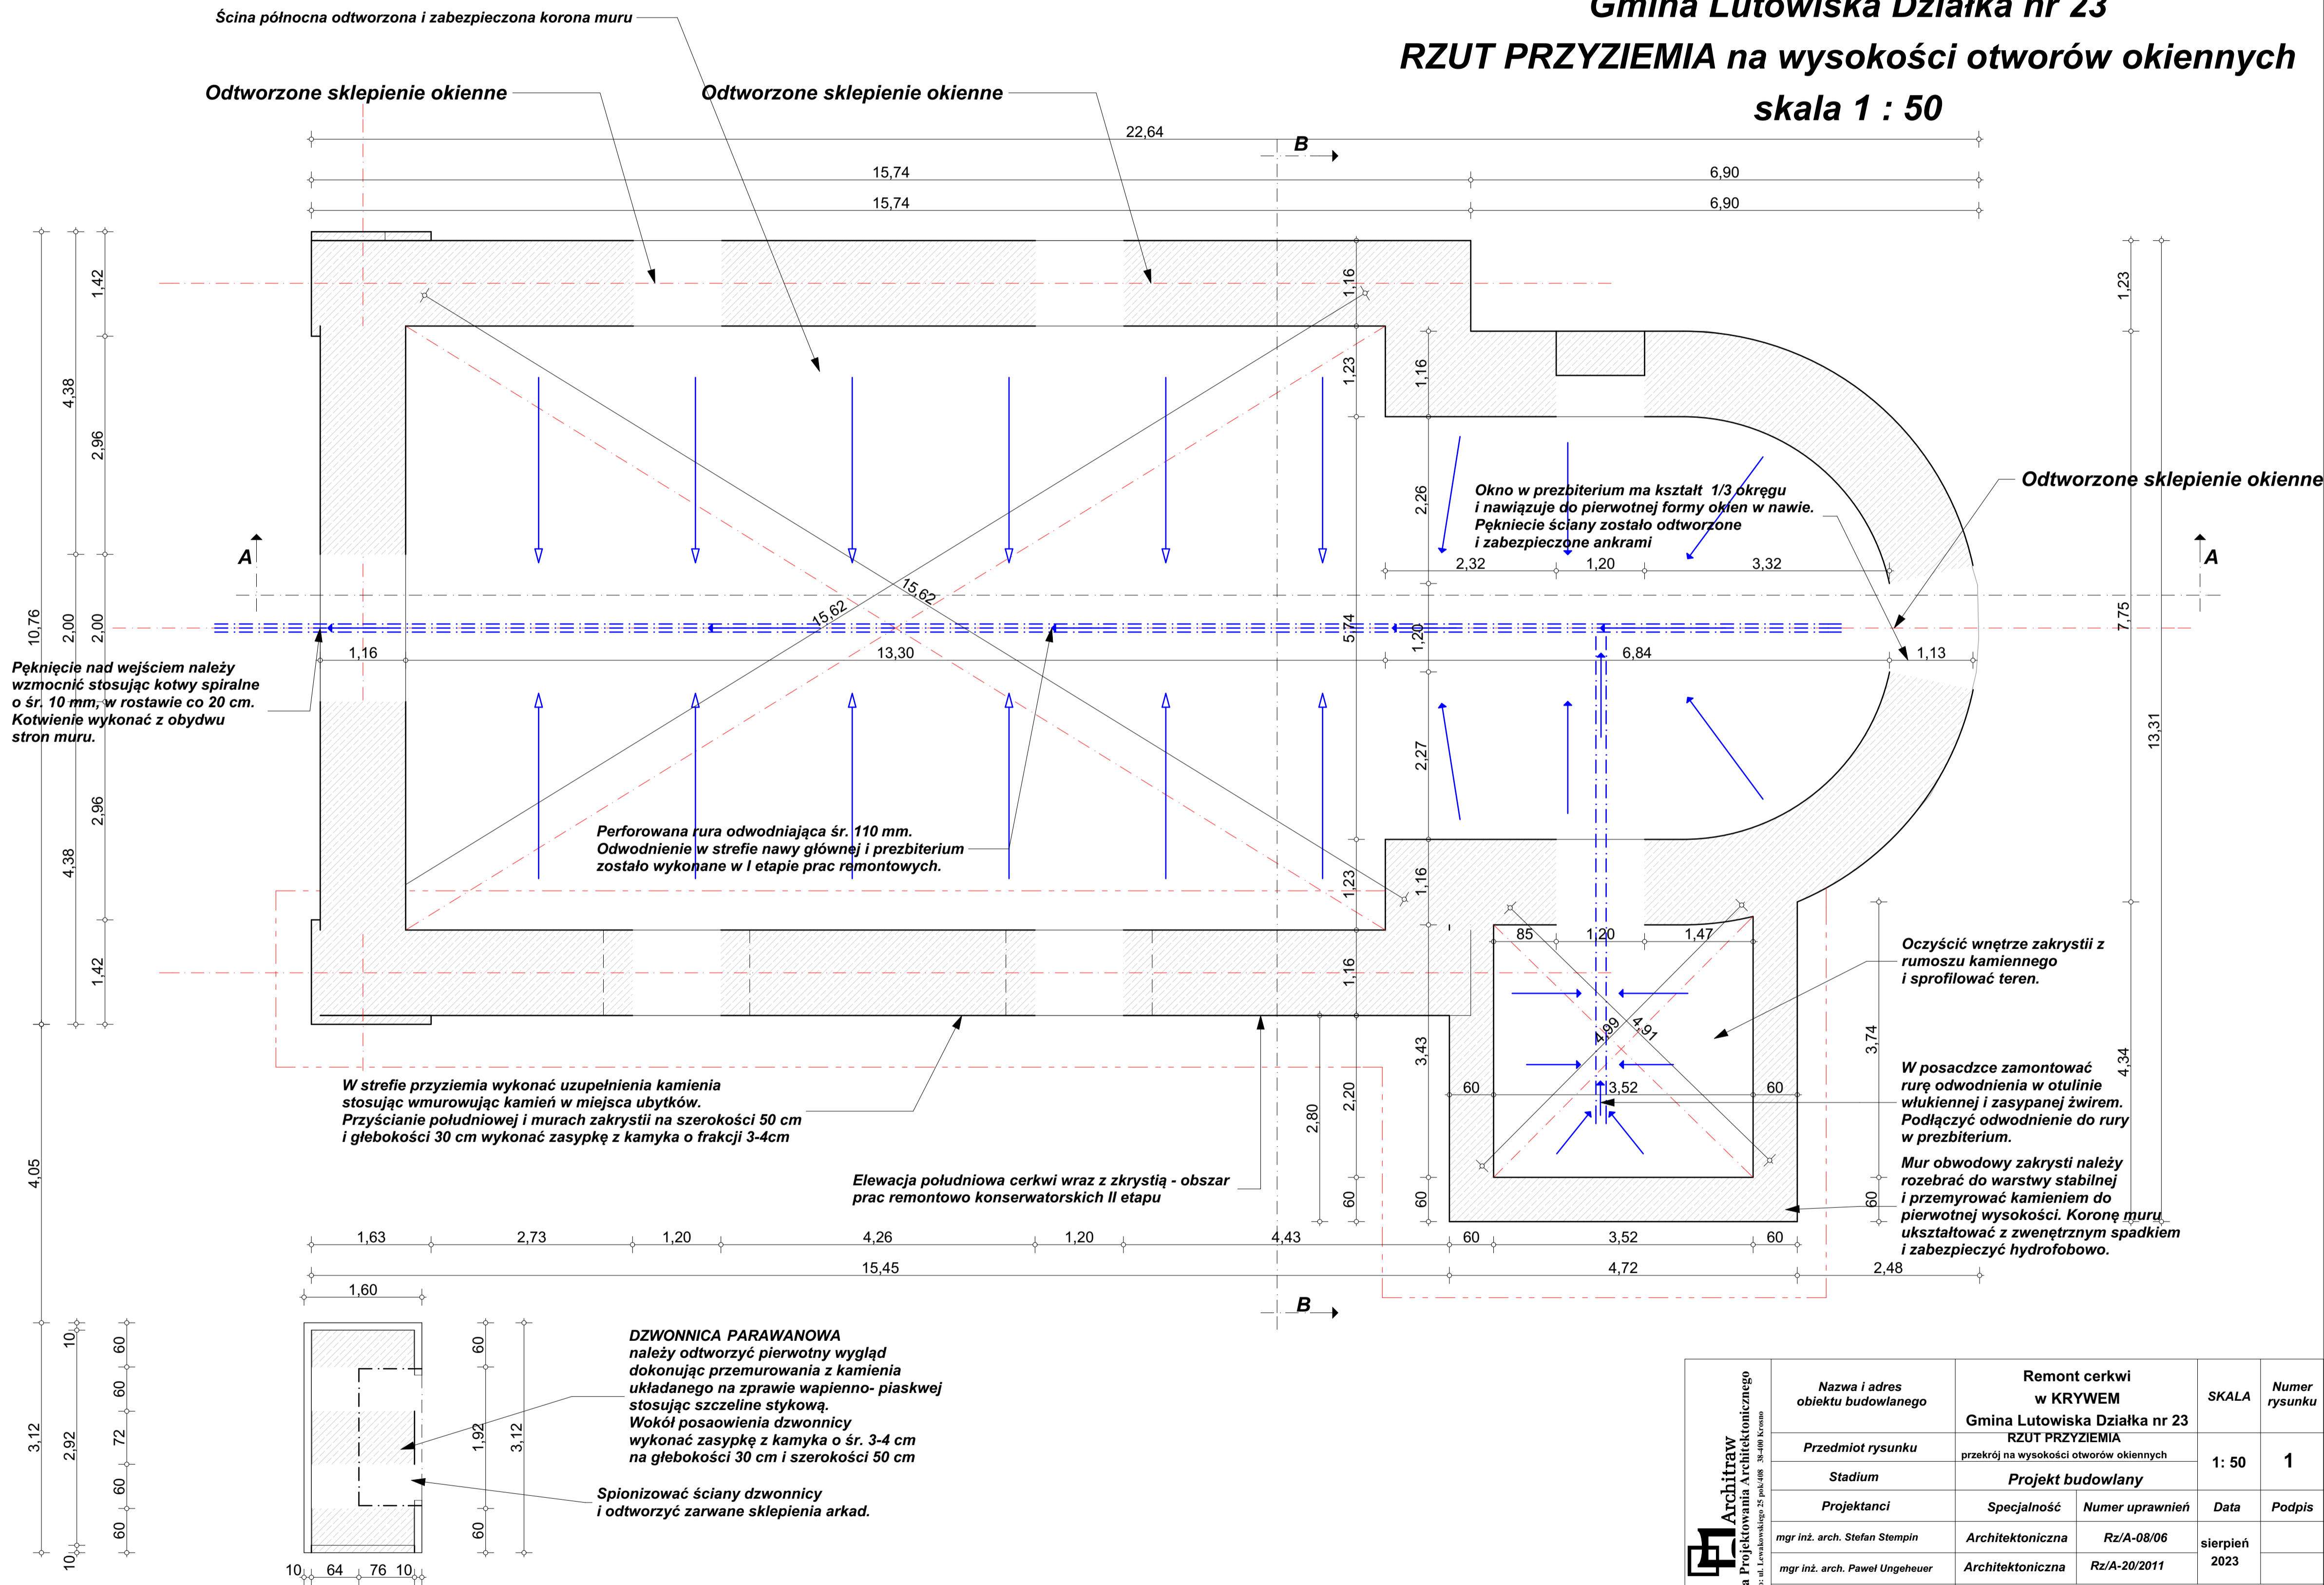 Gmina Lutowiska Działka nr 23
RZUT PRZYZIEMIA na wysokości otworów okiennych
skala 1 : 50
Ścina północna odtworzona i zabezpieczona korona muru
Odtworzone sklepienie okienne
Odtworzone sklepienie okienne
22,64
B
15,74
6,90
15,74
6,90
10,76
4,38
2,00
4,38
1,42
2,96
2,00
2,96
1,42
4,05
1,16
1,23
5,74
1,23
1,16
2,20
60
1,16
2,26
1,20
2,27
1,16
3,43
60
2,80
1,23
7,75
4,34
13,31
A
A
Okno w prezbiterium ma kształt 1/3 okręgu
i nawiązuje do pierwotnej formy okien w nawie.
Pękniecie ściany zostało odtworzone
i zabezpieczone ankrami
Odtworzone sklepienie okienne
2,32
1,20
3,32
15,62
15,62
1,16
13,30
6,84
1,13
Pęknięcie nad wejściem należy
wzmocnić stosując kotwy spiralne
o śr. 10 mm, w rostawie co 20 cm.
Kotwienie wykonać z obydwu
stron muru.
Perforowana rura odwodniająca śr. 110 mm.
Odwodnienie w strefie nawy głównej i prezbiterium
zostało wykonane w I etapie prac remontowych.
85
1,20
1,47
4,99
4,91
60
3,52
60
3,74
60
Oczyścić wnętrze zakrystii z
rumoszu kamiennego
i sprofilować teren.
W posacdzce zamontować
rurę odwodnienia w otulinie
włukiennej i zasypanej żwirem.
Podłączyć odwodnienie do rury
w prezbiterium.
Mur obwodowy zakrysti należy
rozebrać do warstwy stabilnej
i przemyrować kamieniem do
pierwotnej wysokości. Koronę muru
ukształtować z zwenętrznym spadkiem
i zabezpieczyć hydrofobowo.
W strefie przyziemia wykonać uzupełnienia kamienia
stosując wmurowując kamień w miejsca ubytków.
Przyścianie południowej i murach zakrystii na szerokości 50 cm
i głebokości 30 cm wykonać zasypkę z kamyka o frakcji 3-4cm
Elewacja południowa cerkwi wraz z zkrystią - obszar
prac remontowo konserwatorskich II etapu
1,63
2,73
1,20
4,26
1,20
4,43
60
3,52
60
15,45
4,72
2,48
B
1,60
3,12
10
2,92
10
60
60
72
60
60
60
1,92
60
3,12
10
64
76
10
DZWONNICA PARAWANOWA
należy odtworzyć pierwotny wygląd
dokonując przemurowania z kamienia
układanego na zprawie wapienno- piaskwej
stosując szczeline stykową.
Wokół posaowienia dzwonnicy
wykonać zasypkę z kamyka o śr. 3-4 cm
na głebokości 30 cm i szerokości 50 cm
Spionizować ściany dzwonnicy
i odtworzyć zarwane sklepienia arkad.
Architraw
a Projektowania Architektonicznego
o: ul. Lewakowskiego 25 pok/408 38-400 Krosno
Nazwa i adres
obiektu budowlanego
Remont cerkwi
w KRYWEM
Gmina Lutowiska Działka nr 23
SKALA
Numer
rysunku
Przedmiot rysunku
RZUT PRZYZIEMIA
przekrój na wysokości otworów okiennych
1: 50
1
Stadium
Projekt budowlany
Projektanci
Specjalność
Numer uprawnień
Data
Podpis
mgr inż. arch. Stefan Stempin
Architektoniczna
Rz/A-08/06
sierpień
2023
mgr inż. arch. Paweł Ungeheuer
Architektoniczna
Rz/A-20/2011